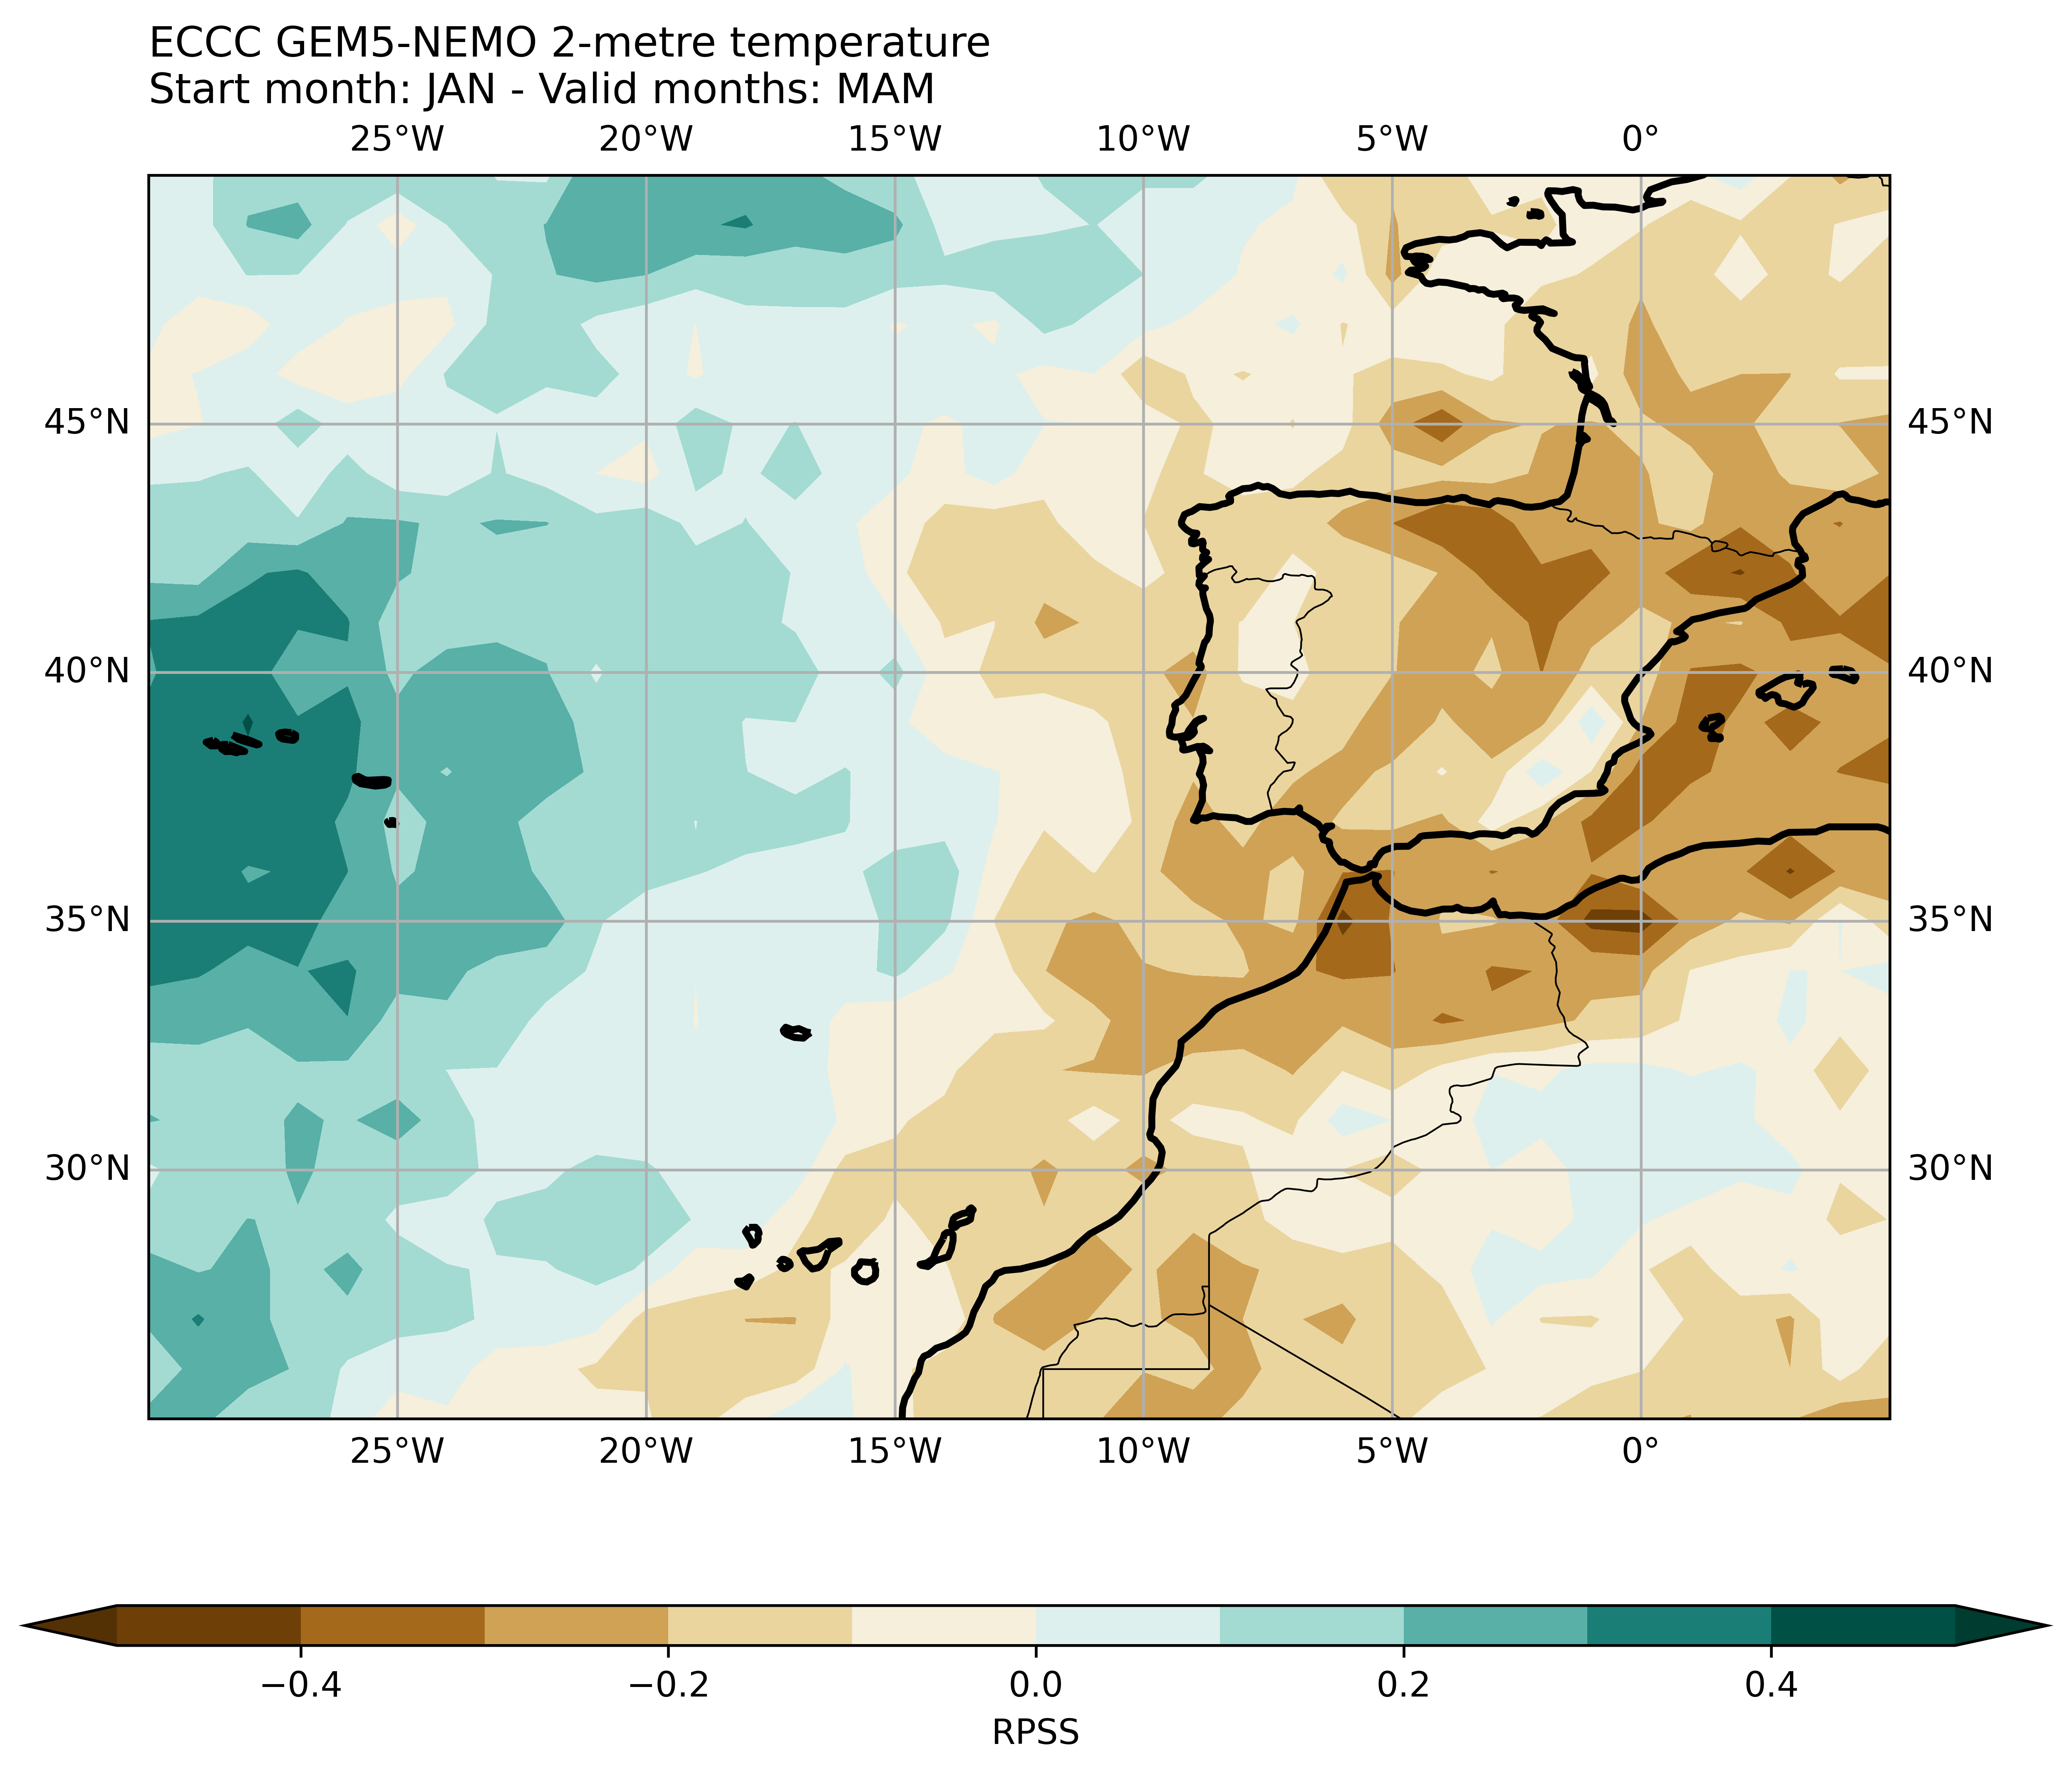 ECCC GEM5-NEMO 2-metre temperature
Start month: JAN - Valid months: MAM
25°W 20°W 15°W 10°W 5°W 0°
45°N 45°N
40°N 40°N
35°N 35°N
30°N 30°N
25°W 20°W 15°W 10°W 5°W 0°
−0.4 −0.2 0.0 0.2 0.4
RPSS